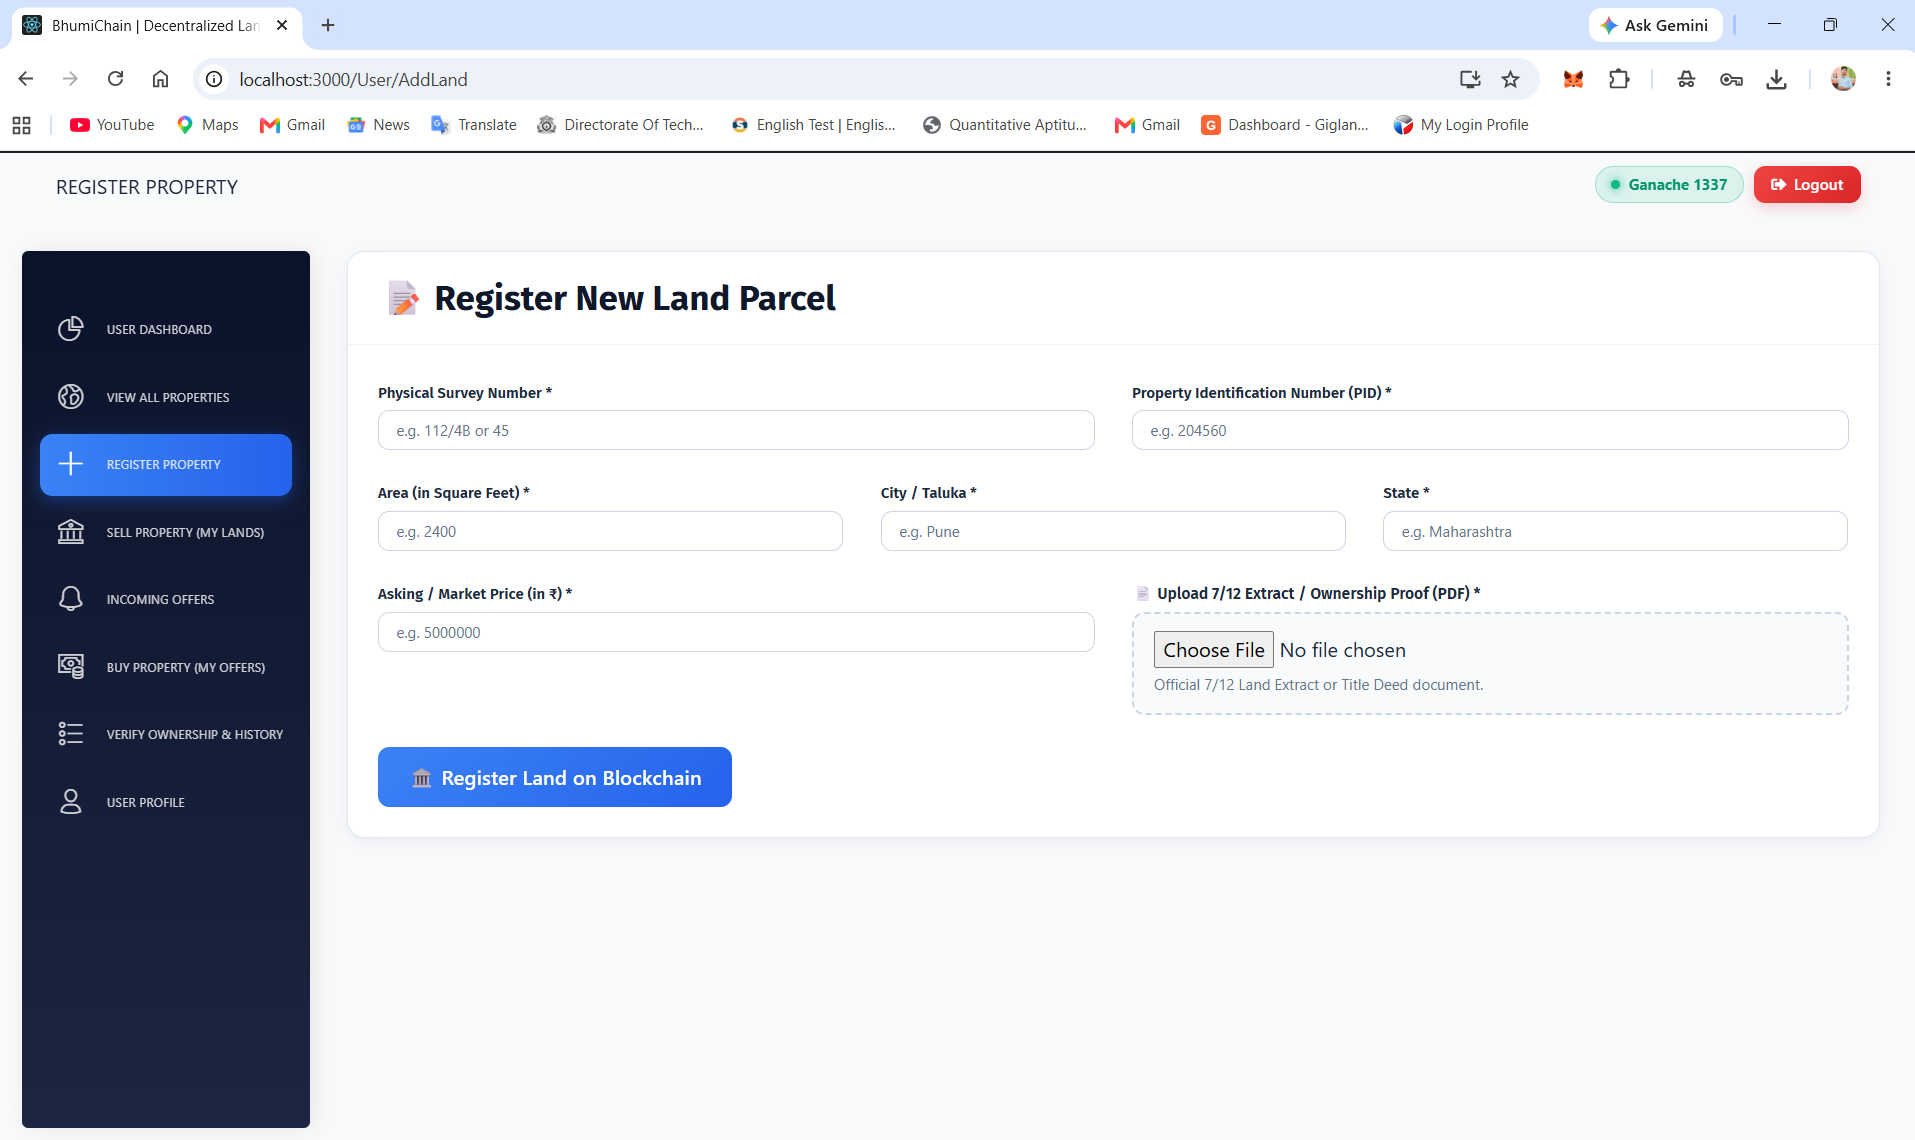 BhumiChain | Decentralized Lan
Ask Gemini
localhost:3000/User/AddLand
YouTube
Maps
Gmail
News
Translate
Directorate Of Tech...
English Test | Englis...
Quantitative Aptitu...
Gmail
G
Dashboard - Giglan...
My Login Profile
REGISTER PROPERTY
Ganache 1337
Logout
USER DASHBOARD
VIEW ALL PROPERTIES
REGISTER PROPERTY
SELL PROPERTY (MY LANDS)
INCOMING OFFERS
BUY PROPERTY (MY OFFERS)
VERIFY OWNERSHIP & HISTORY
USER PROFILE
Register New Land Parcel
Physical Survey Number *
e.g. 112/4B or 45
Property Identification Number (PID) *
e.g. 204560
Area (in Square Feet) *
e.g. 2400
City / Taluka *
e.g. Pune
State *
e.g. Maharashtra
Asking / Market Price (in ₹) *
e.g. 5000000
Upload 7/12 Extract / Ownership Proof (PDF) *
Choose File No file chosen
Official 7/12 Land Extract or Title Deed document.
Register Land on Blockchain